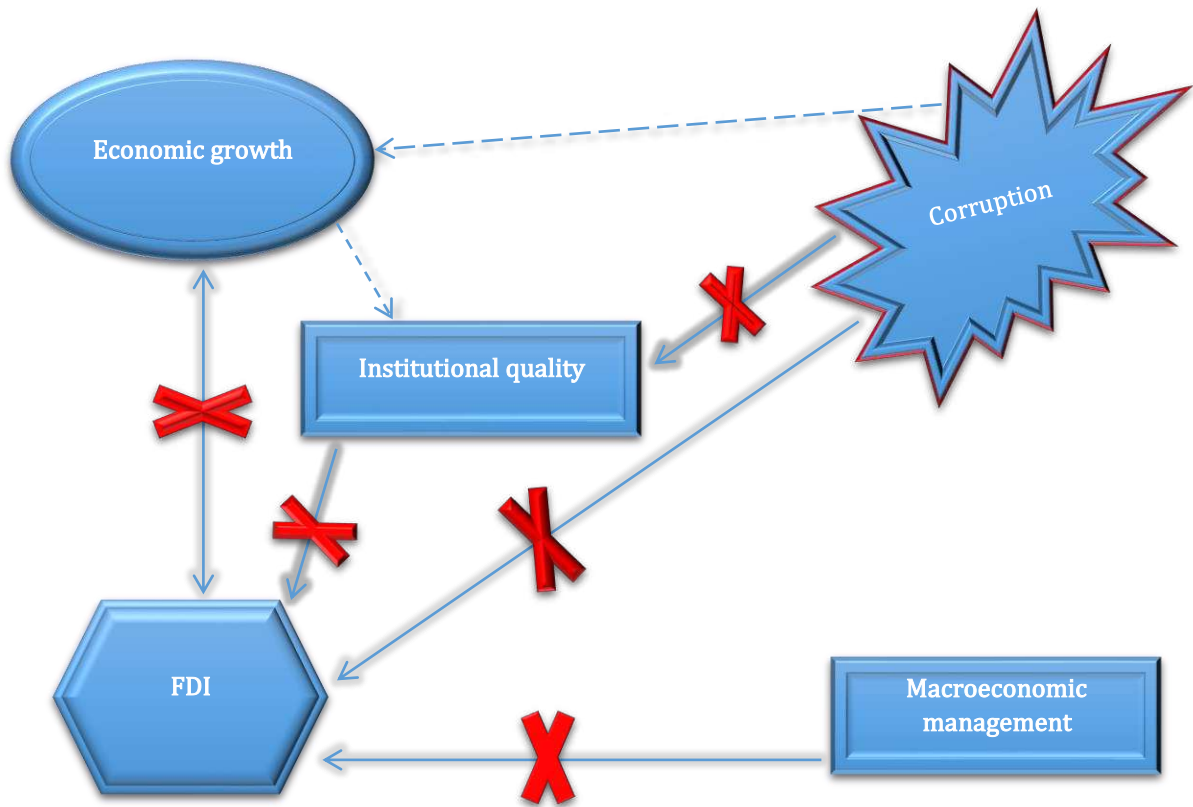 Economic growth
Corruption
Institutional quality
FDI
Macroeconomic
management